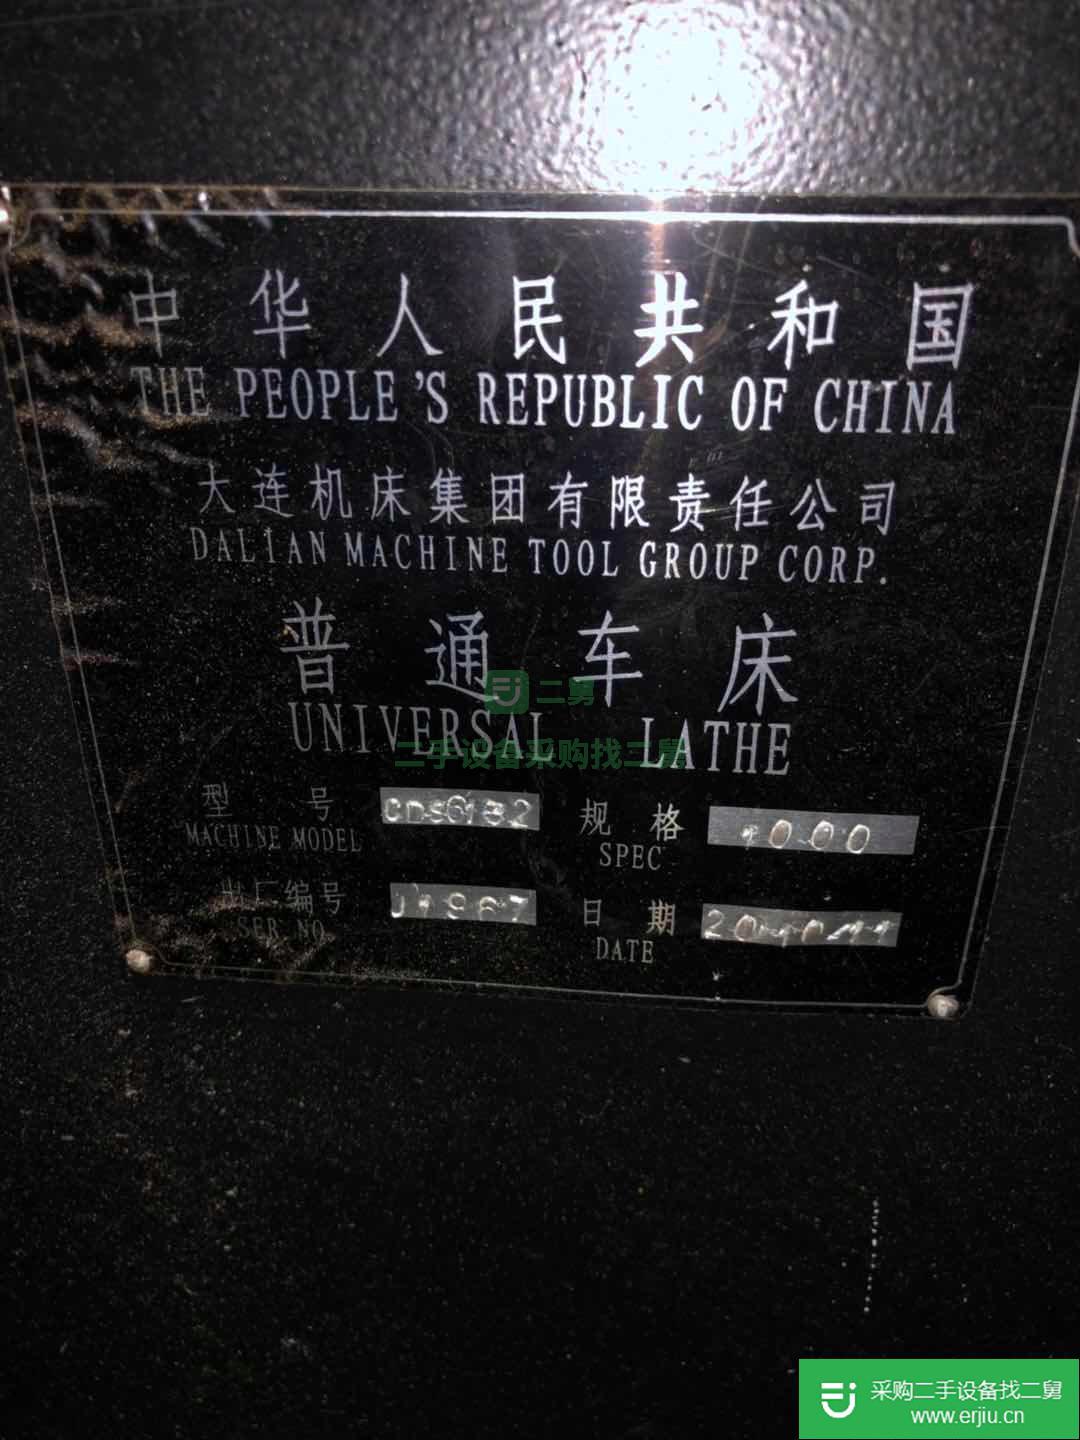 中华人民共和国
THE PEOPLE'S REPUBLIC OF CHINA
大连机床集团有限责任公司
DALIAN MACHINE TOOL GROUP CORP.
普通车床
二舅
UNIVERSAL LATHE
二手设备采购找二舅
型号 规格
MACHINE MODEL SPEC
出厂编号 日期
SER NO. DATE
采购二手设备找二舅
www.erjiu.cn